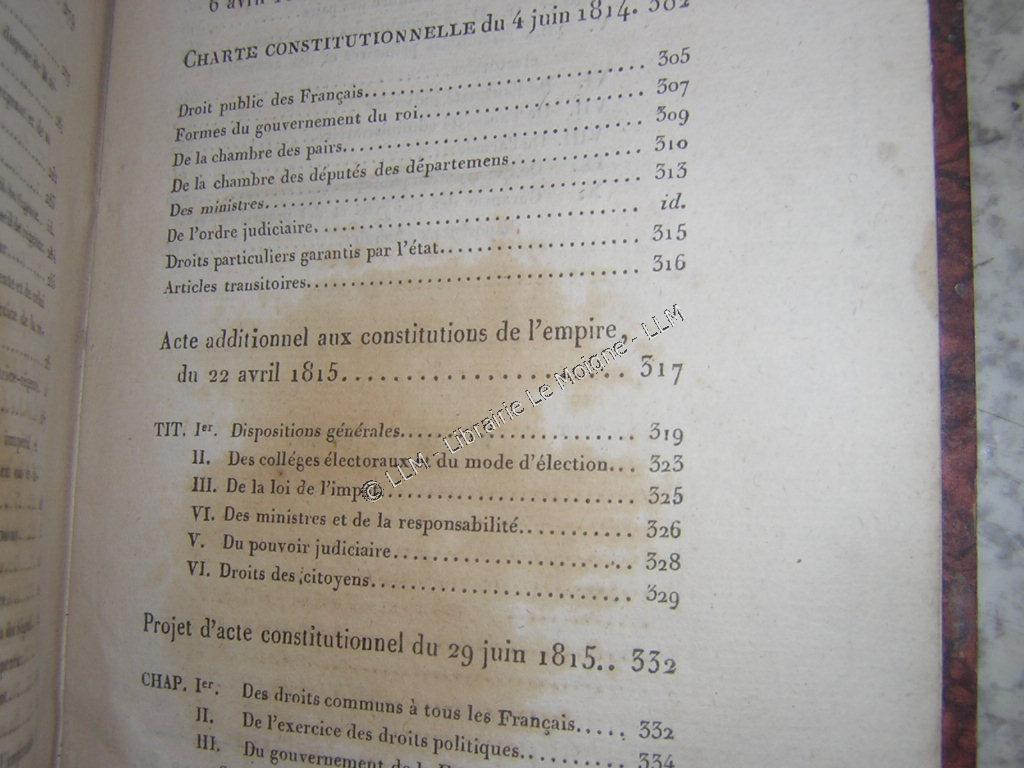 6 avril
CHARTE CONSTITUTIONNELLE du 4 juin 1814. 302
Droit public des Français............ 305
Formes du gouvernement du roi............ 307
De la chambre des pairs............ 309
De la chambre des députés des départemens............ 310
Des ministres............ 313
De l'ordre judiciaire............ id.
Droits particuliers garantis par l'état............ 315
Articles transitoires............ 316
Acte additionnel aux constitutions de l'empire,
du 22 avril 1815............ 317
TIT. Ier. Dispositions générales............ 319
II. Des colléges électoraux du mode d'élection... 323
III. De la loi de l'impôt............ 325
VI. Des ministres et de la responsabilité............ 326
V. Du pouvoir judiciaire............ 328
VI. Droits des citoyens............ 329
Projet d'acte constitutionnel du 29 juin 1815.. 332
CHAP. Ier. Des droits communs à tous les Français..... 332
II. De l'exercice des droits politiques............ 334
III. Du gouvernement de la
© LLM - Librairie Le Moigne - LLM